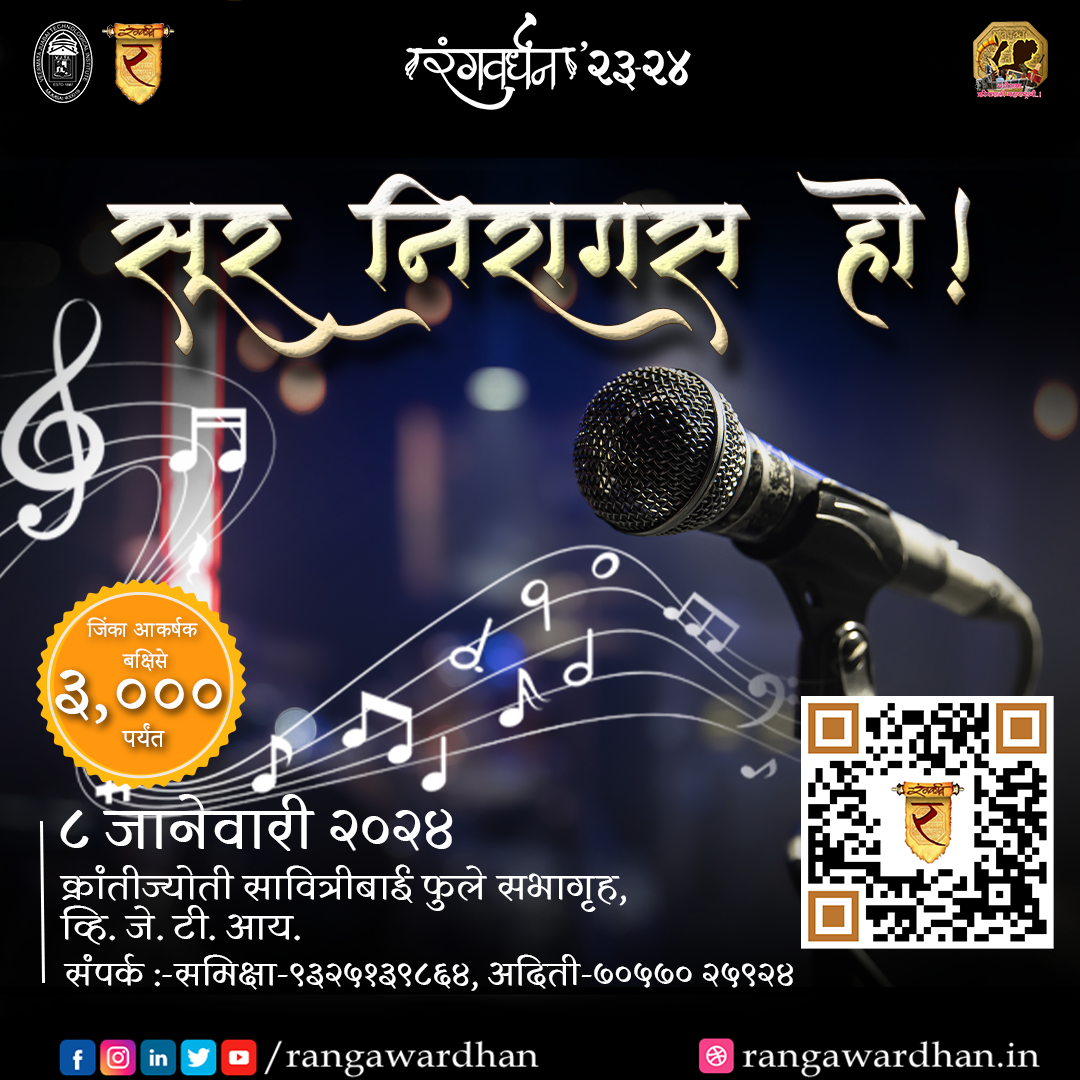 रंगवर्धन '२३-२४
सूर निरागस हो!
जिंका आकर्षक
बक्षिसे
३,०००
पर्यंत
८ जानेवारी २०२४
क्रांतीज्योती सावित्रीबाई फुले सभागृह,
व्हि. जे. टी. आय.
संपर्क :-समिक्षा-९३२५१३९८६४, अदिती-७०५७० २५९२४
/rangawardhan
rangawardhan.in